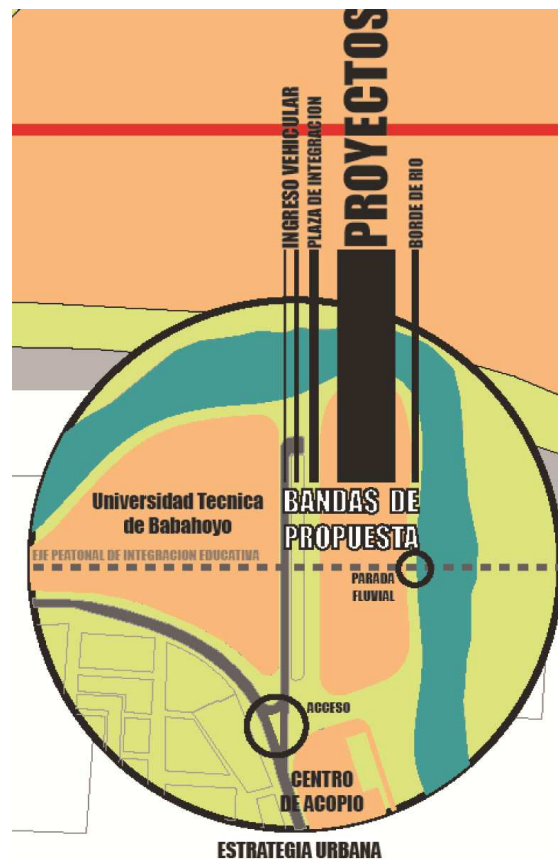 INGRESO VEHICULAR
PLAZA DE INTEGRACION
PROYECTOS
BORDE DE RIO
Universidad Tecnica
de Babahoyo
BANDAS DE
PROPUESTA
EJE PEATONAL DE INTEGRACION EDUCATIVA
PARADA
FLUVIAL
ACCESO
CENTRO
DE ACOPIO
ESTRATEGIA URBANA